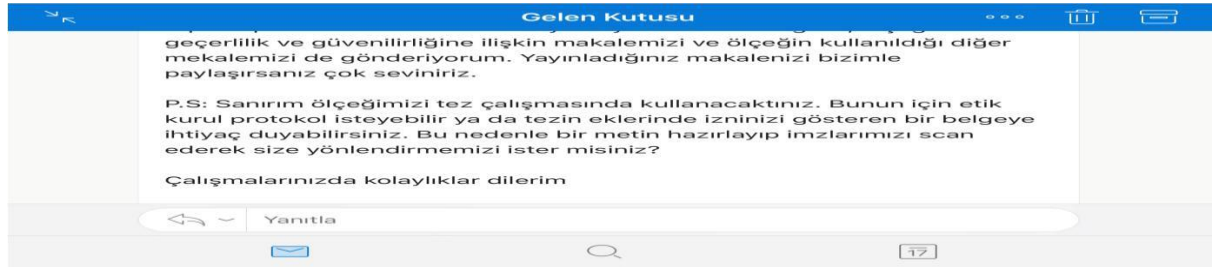 Gelen Kutusu
geçerlilik ve güvenilirliğine ilişkin makalemizi ve ölçeğin kullanıldığı diğer
mekalemizi de gönderiyorum. Yayınladığınız makalenizi bizimle
paylaşırsanız çok seviniriz.
P.S: Sanırım ölçeğimizi tez çalışmasında kullanacaktınız. Bunun için etik
kurul protokol isteyebilir ya da tezin eklerinde izninizi gösteren bir belgeye
ihtiyaç duyabilirsiniz. Bu nedenle bir metin hazırlayıp imzlarımızı scan
ederek size yönlendirmemizi ister misiniz?
Çalışmalarınızda kolaylıklar dilerim
Yanıtla
17